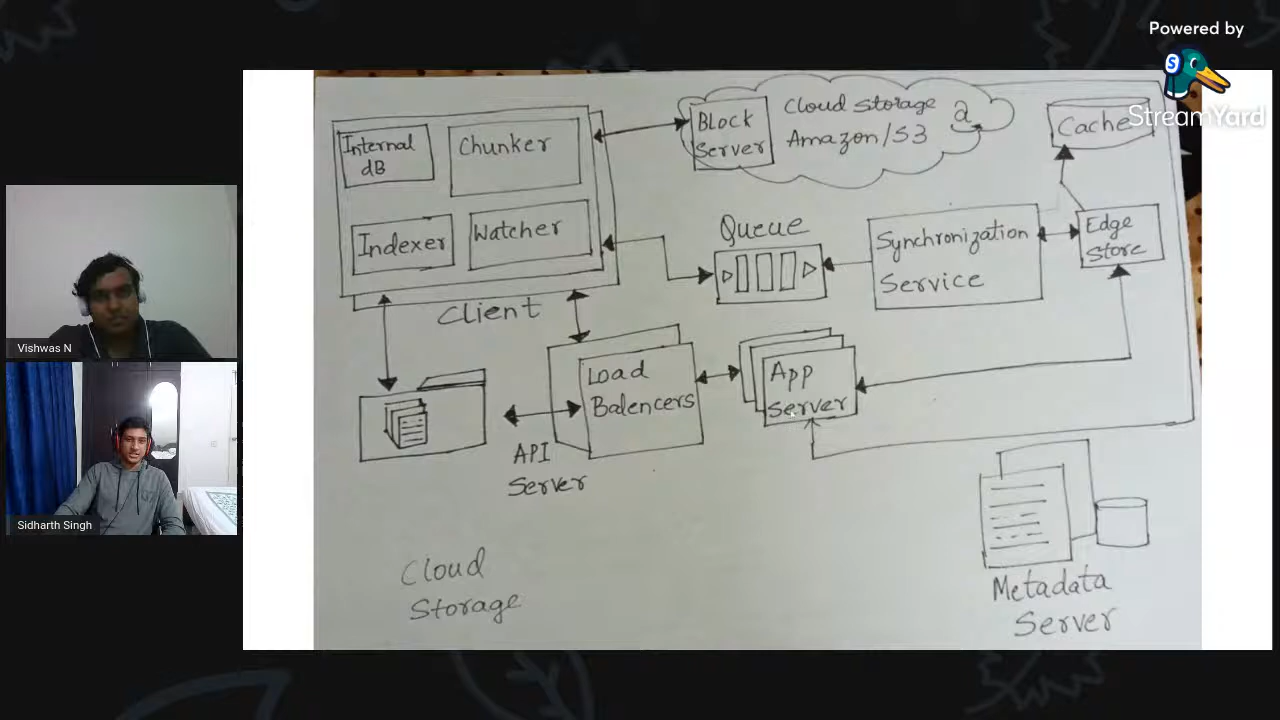 Powered by
StreamYard
Internal
dB
Chunker
Indexer
Watcher
Client
Block
Server
Cloud Storage
Amazon/S3
a
Cache
Queue
Synchronization
Service
Edge
Store
Load
Balencers
App
Server
API
Server
Cloud
Storage
Metadata
Server
Vishwas N
Sidharth Singh